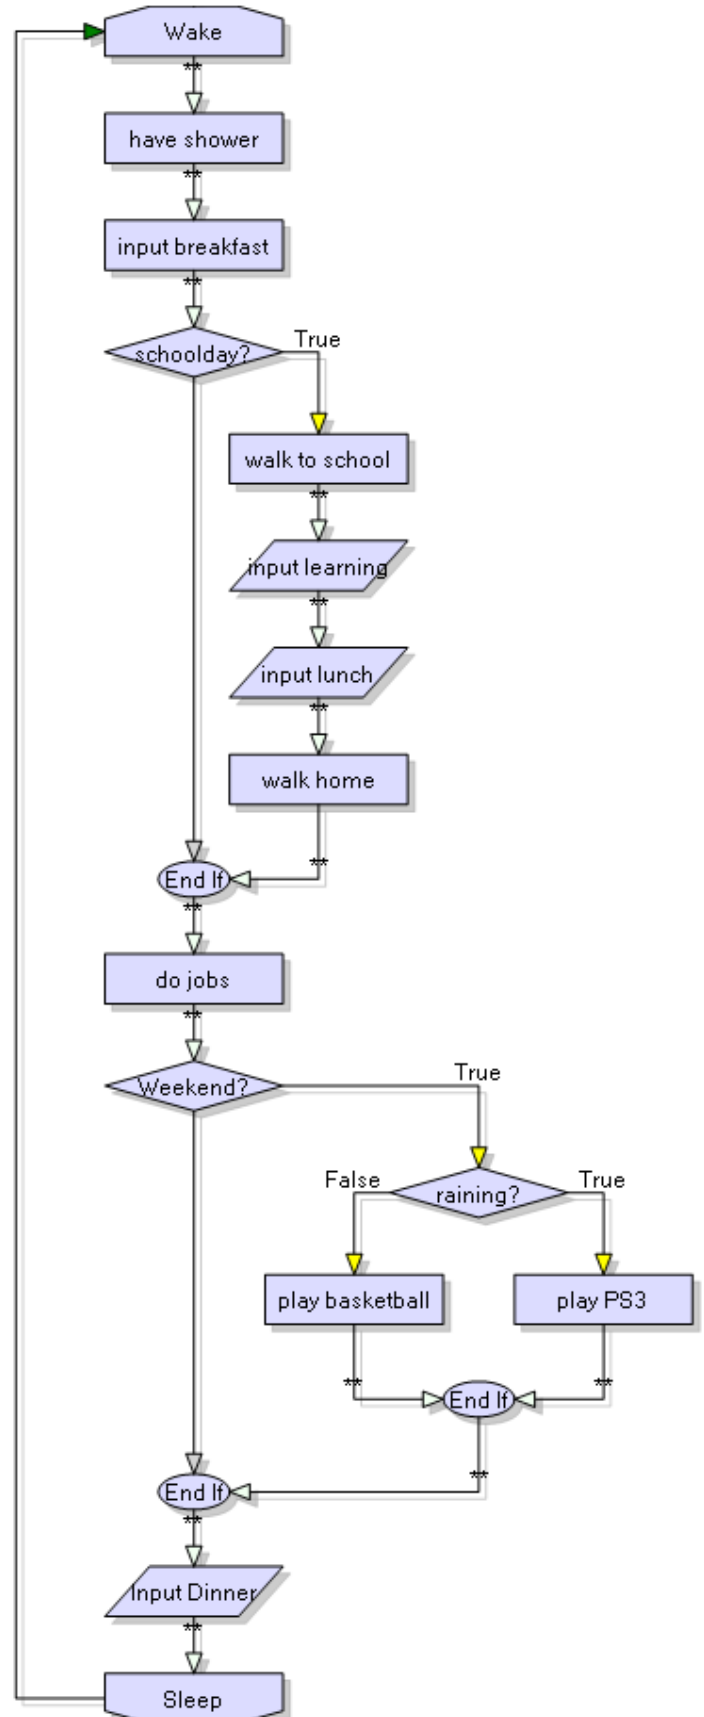 Wake
**
have shower
**
input breakfast
**
schoolday?
True
walk to school
**
input learning
**
input lunch
**
walk home
**
End If
**
do jobs
**
Weekend?
True
raining?
False
True
play basketball
play PS3
**
**
End If
**
End If
**
Input Dinner
**
Sleep